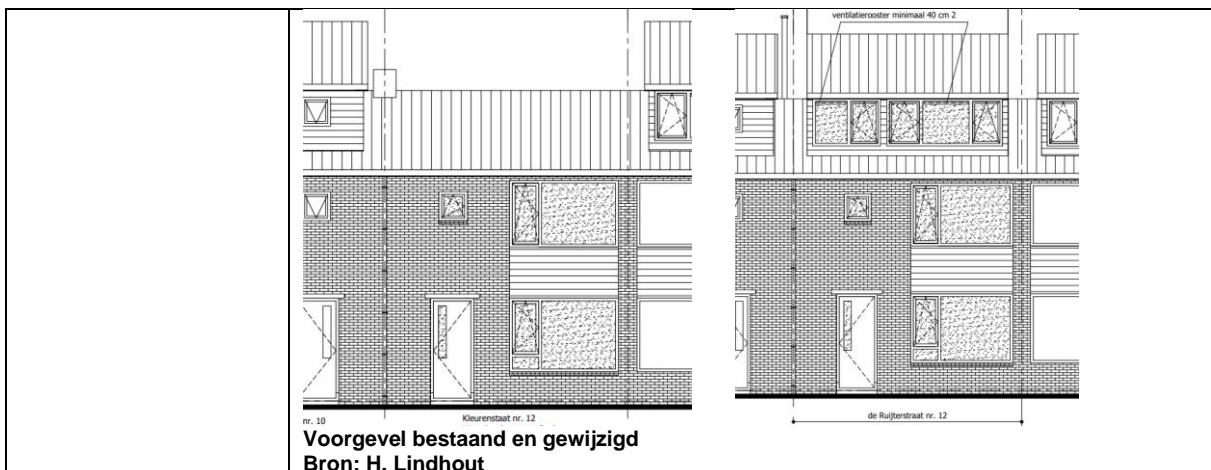 ventilatierooster minimaal 40 cm 2
nr. 10
Kleurenstaat nr. 12
de Ruijterstraat nr. 12
Voorgevel bestaand en gewijzigd
Bron: H. Lindhout